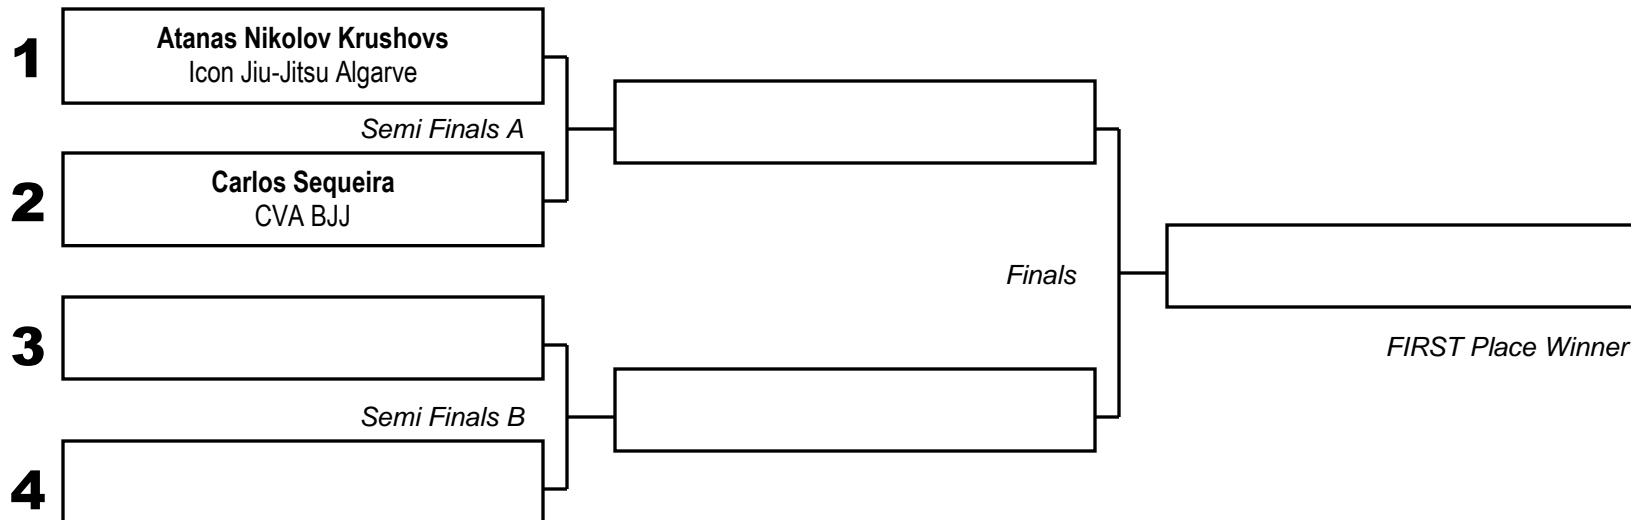 1
Atanas Nikolov Krushovs
Icon Jiu-Jitsu Algarve
Semi Finals A
2
Carlos Sequeira
CVA BJJ
Finals
3
FIRST Place Winner
Semi Finals B
4